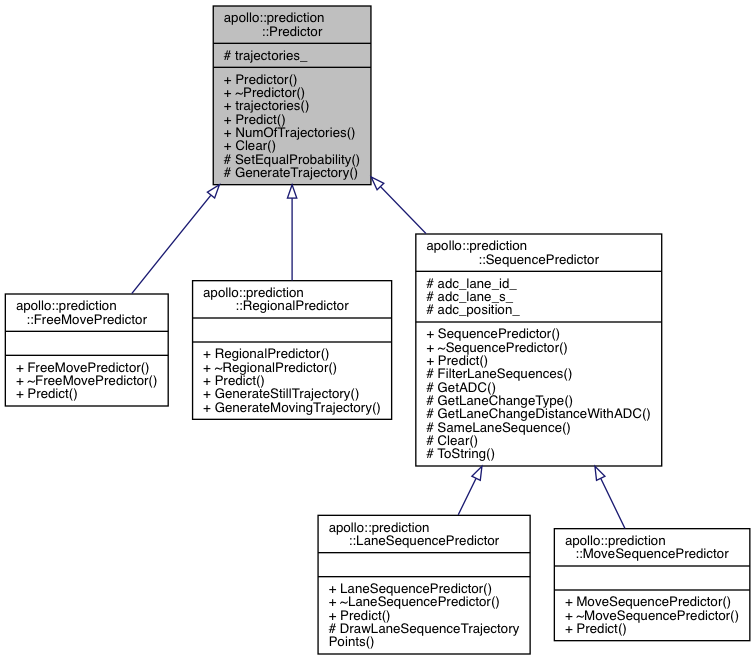 apollo::prediction
::Predictor
# trajectories_
+ Predictor()
+ ~Predictor()
+ trajectories()
+ Predict()
+ NumOfTrajectories()
+ Clear()
# SetEqualProbability()
# GenerateTrajectory()
apollo::prediction
::FreeMovePredictor
+ FreeMovePredictor()
+ ~FreeMovePredictor()
+ Predict()
apollo::prediction
::RegionalPredictor
+ RegionalPredictor()
+ ~RegionalPredictor()
+ Predict()
+ GenerateStillTrajectory()
+ GenerateMovingTrajectory()
apollo::prediction
::SequencePredictor
# adc_lane_id_
# adc_lane_s_
# adc_position_
+ SequencePredictor()
+ ~SequencePredictor()
+ Predict()
# FilterLaneSequences()
# GetADC()
# GetLaneChangeType()
# GetLaneChangeDistanceWithADC()
# SameLaneSequence()
# Clear()
# ToString()
apollo::prediction
::LaneSequencePredictor
+ LaneSequencePredictor()
+ ~LaneSequencePredictor()
+ Predict()
# DrawLaneSequenceTrajectory
Points()
apollo::prediction
::MoveSequencePredictor
+ MoveSequencePredictor()
+ ~MoveSequencePredictor()
+ Predict()